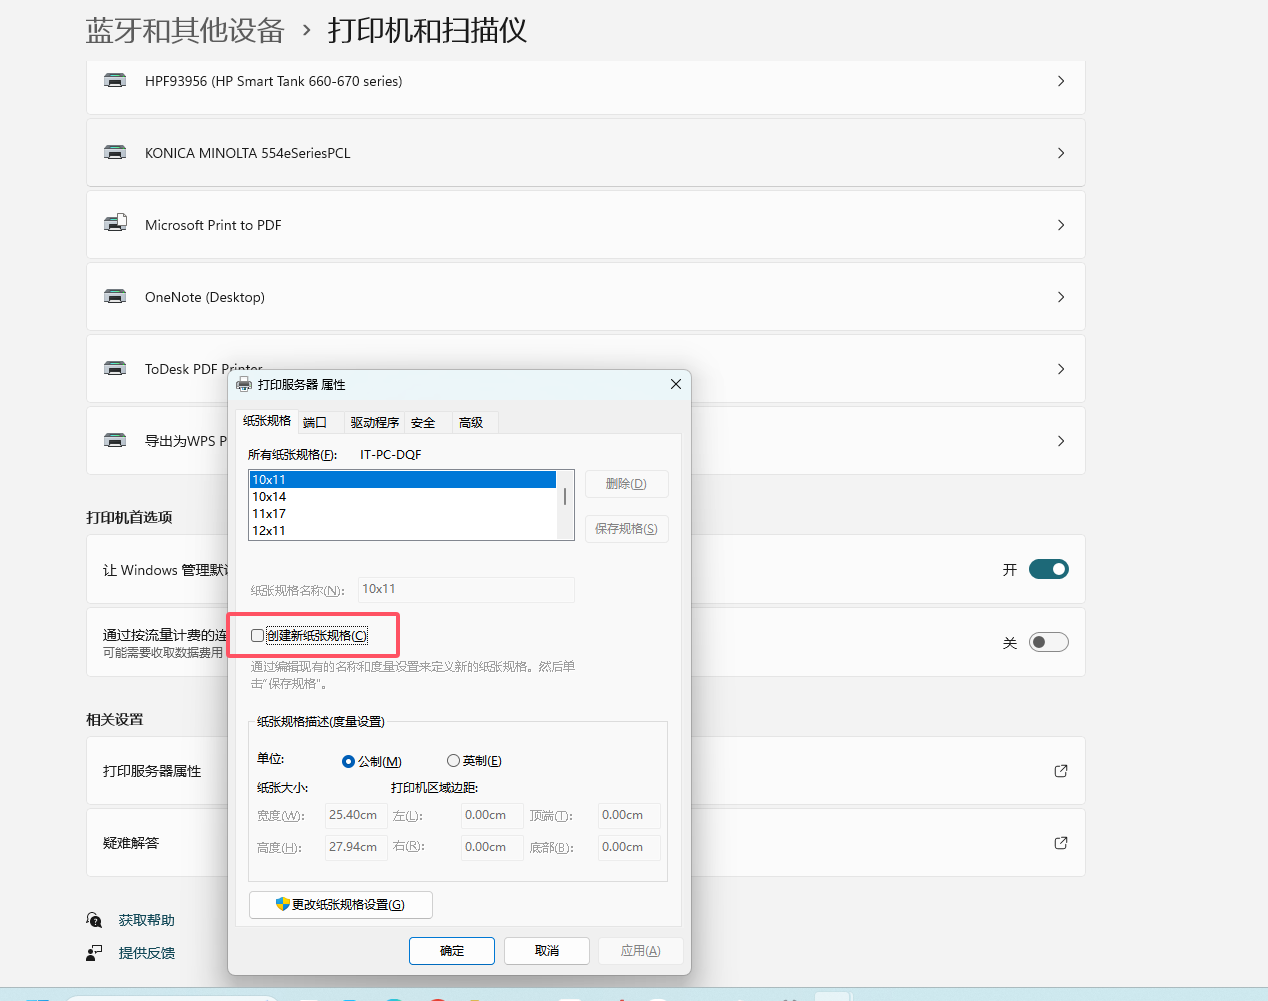 蓝牙和其他设备 › 打印机和扫描仪
HPF93956 (HP Smart Tank 660-670 series)
KONICA MINOLTA 554eSeriesPCL
Microsoft Print to PDF
OneNote (Desktop)
ToDesk PDF Printer
导出为WPS P
打印机首选项
让 Windows 管理默认
开
通过按流量计费的连
可能需要收取数据费用
关
相关设置
打印服务器属性
疑难解答
获取帮助
提供反馈
打印服务器 属性
纸张规格 端口 驱动程序 安全 高级
所有纸张规格(F): IT-PC-DQF
10x11
10x14
11x17
12x11
删除(D)
保存规格(S)
纸张规格名称(N): 10x11
创建新纸张规格(C)
通过编辑现有的名称和度量设置来定义新的纸张规格。然后单
击"保存规格"。
纸张规格描述(度量设置)
单位: 公制(M) 英制(E)
纸张大小: 打印机区域边距:
宽度(W): 25.40cm 左(L): 0.00cm 顶端(T): 0.00cm
高度(H): 27.94cm 右(R): 0.00cm 底部(B): 0.00cm
更改纸张规格设置(G)
确定 取消 应用(A)